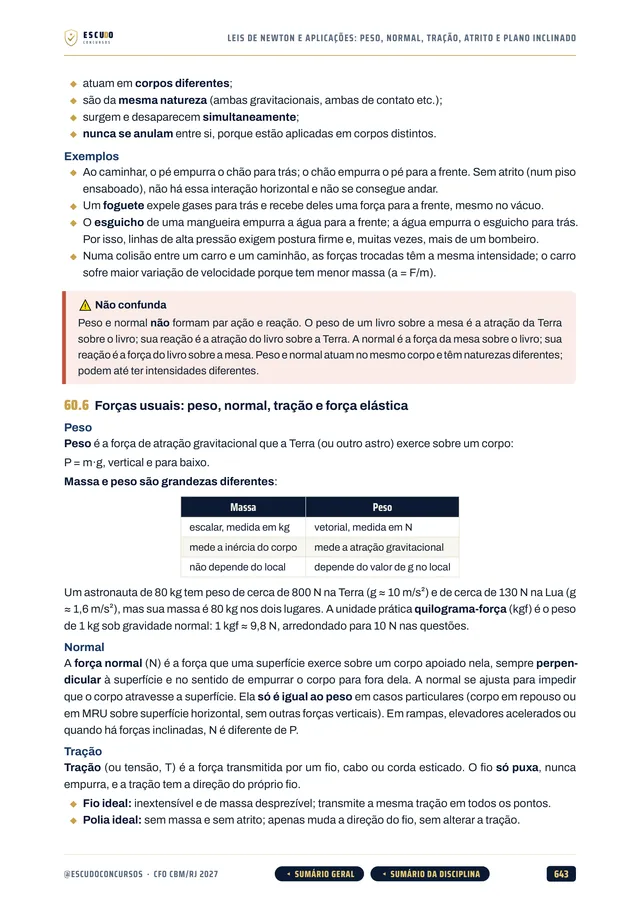 ESCUDO
CONCURSOS
LEIS DE NEWTON E APLICAÇÕES: PESO, NORMAL, TRAÇÃO, ATRITO E PLANO INCLINADO
◆ atuam em corpos diferentes;
◆ são da mesma natureza (ambas gravitacionais, ambas de contato etc.);
◆ surgem e desaparecem simultaneamente;
◆ nunca se anulam entre si, porque estão aplicadas em corpos distintos.
Exemplos
◆ Ao caminhar, o pé empurra o chão para trás; o chão empurra o pé para a frente. Sem atrito (num piso
ensaboado), não há essa interação horizontal e não se consegue andar.
◆ Um foguete expele gases para trás e recebe deles uma força para a frente, mesmo no vácuo.
◆ O esguicho de uma mangueira empurra a água para a frente; a água empurra o esguicho para trás.
Por isso, linhas de alta pressão exigem postura firme e, muitas vezes, mais de um bombeiro.
◆ Numa colisão entre um carro e um caminhão, as forças trocadas têm a mesma intensidade; o carro
sofre maior variação de velocidade porque tem menor massa (a = F/m).
⚠ Não confunda
Peso e normal não formam par ação e reação. O peso de um livro sobre a mesa é a atração da Terra
sobre o livro; sua reação é a atração do livro sobre a Terra. A normal é a força da mesa sobre o livro; sua
reação é a força do livro sobre a mesa. Peso e normal atuam no mesmo corpo e têm naturezas diferentes;
podem até ter intensidades diferentes.
60.6 Forças usuais: peso, normal, tração e força elástica
Peso
Peso é a força de atração gravitacional que a Terra (ou outro astro) exerce sobre um corpo:
P = m·g, vertical e para baixo.
Massa e peso são grandezas diferentes:
Massa Peso
escalar, medida em kg vetorial, medida em N
mede a inércia do corpo mede a atração gravitacional
não depende do local depende do valor de g no local
Um astronauta de 80 kg tem peso de cerca de 800 N na Terra (g ≈ 10 m/s²) e de cerca de 130 N na Lua (g
≈ 1,6 m/s²), mas sua massa é 80 kg nos dois lugares. A unidade prática quilograma-força (kgf) é o peso
de 1 kg sob gravidade normal: 1 kgf ≈ 9,8 N, arredondado para 10 N nas questões.
Normal
A força normal (N) é a força que uma superfície exerce sobre um corpo apoiado nela, sempre perpen-
dicular à superfície e no sentido de empurrar o corpo para fora dela. A normal se ajusta para impedir
que o corpo atravesse a superfície. Ela só é igual ao peso em casos particulares (corpo em repouso ou
em MRU sobre superfície horizontal, sem outras forças verticais). Em rampas, elevadores acelerados ou
quando há forças inclinadas, N é diferente de P.
Tração
Tração (ou tensão, T) é a força transmitida por um fio, cabo ou corda esticado. O fio só puxa, nunca
empurra, e a tração tem a direção do próprio fio.
◆ Fio ideal: inextensível e de massa desprezível; transmite a mesma tração em todos os pontos.
◆ Polia ideal: sem massa e sem atrito; apenas muda a direção do fio, sem alterar a tração.
@ESCUDOCONCURSOS · CFO CBM/RJ 2027
SUMÁRIO GERAL
SUMÁRIO DA DISCIPLINA
643